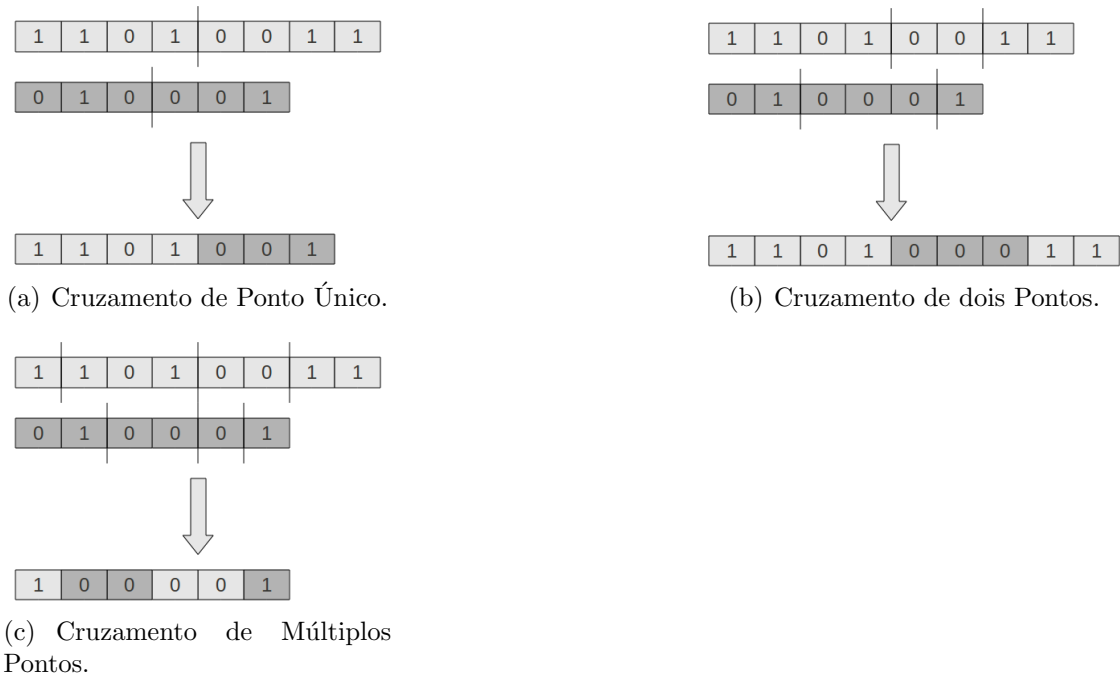 1 1 0 1 0 0 1 1
0 1 0 0 0 1
1 1 0 1 0 0 1
(a) Cruzamento de Ponto Único.
1 1 0 1 0 0 1 1
0 1 0 0 0 1
1 1 0 1 0 0 0 1 1
(b) Cruzamento de dois Pontos.
1 1 0 1 0 0 1 1
0 1 0 0 0 1
1 0 0 0 0 1
(c) Cruzamento de Múltiplos
Pontos.